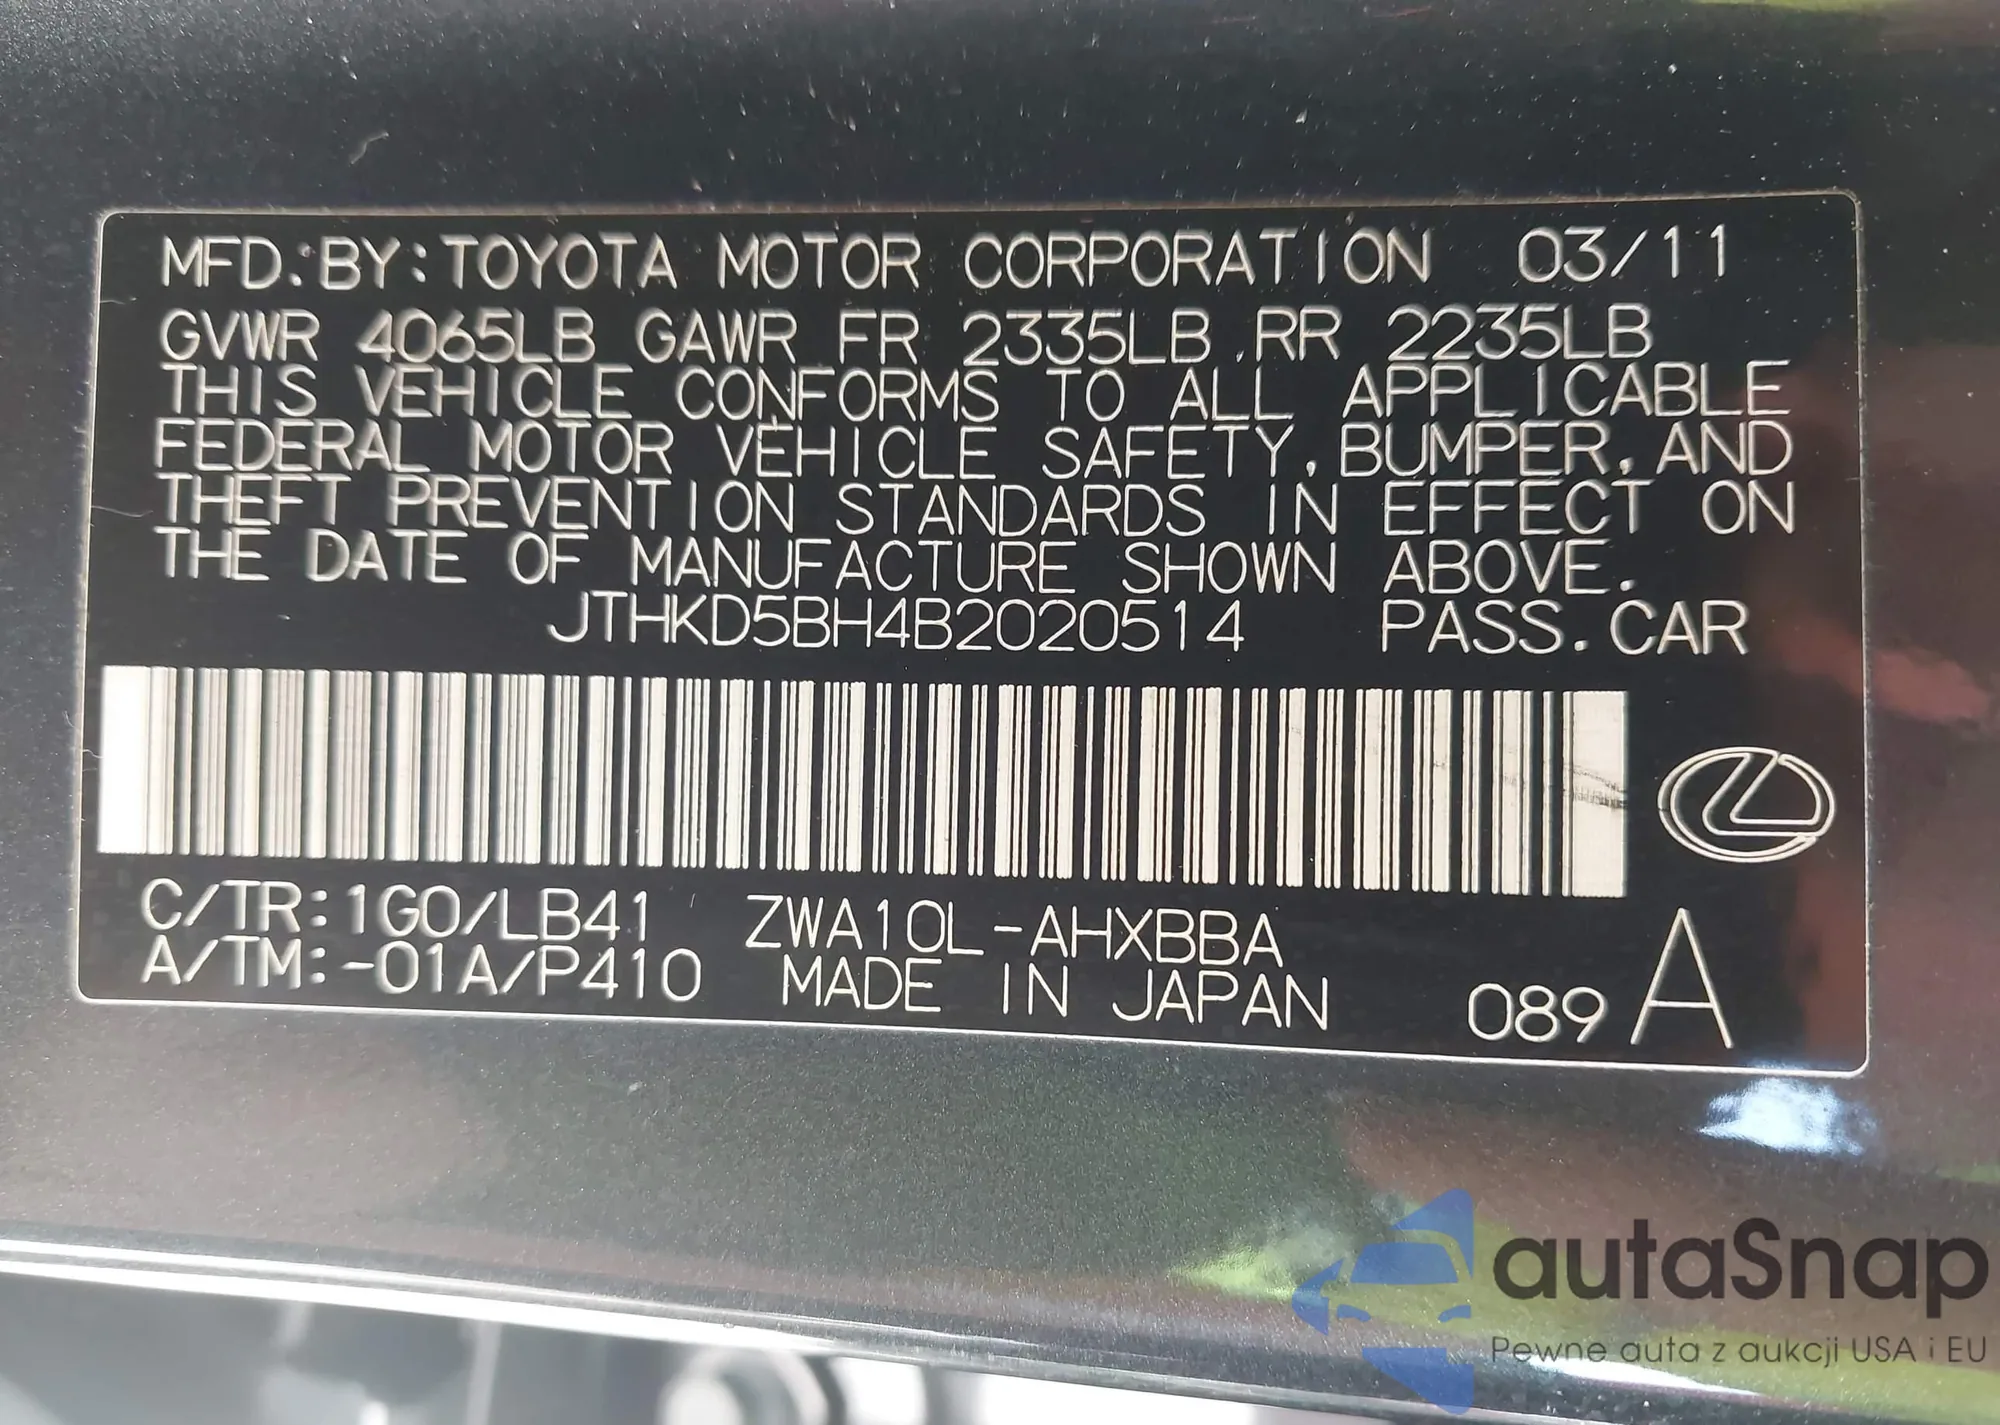 MFD. BY: TOYOTA MOTOR CORPORATION 03/11
GVWR 4065LB GAWR FR 2335LB RR 2235LB
THIS VEHICLE CONFORMS TO ALL APPLICABLE
FEDERAL MOTOR VEHICLE SAFETY, BUMPER, AND
THEFT PREVENTION STANDARDS IN EFFECT ON
THE DATE OF MANUFACTURE SHOWN ABOVE.
JTHKD5BH4B2020514 PASS. CAR
C/TR: 1G0/LB41 ZWA10L-AHXBBA
A/TM: -01A/P410 MADE IN JAPAN 089 A
autaSnap
Pewne auta z aukcji USA i EU